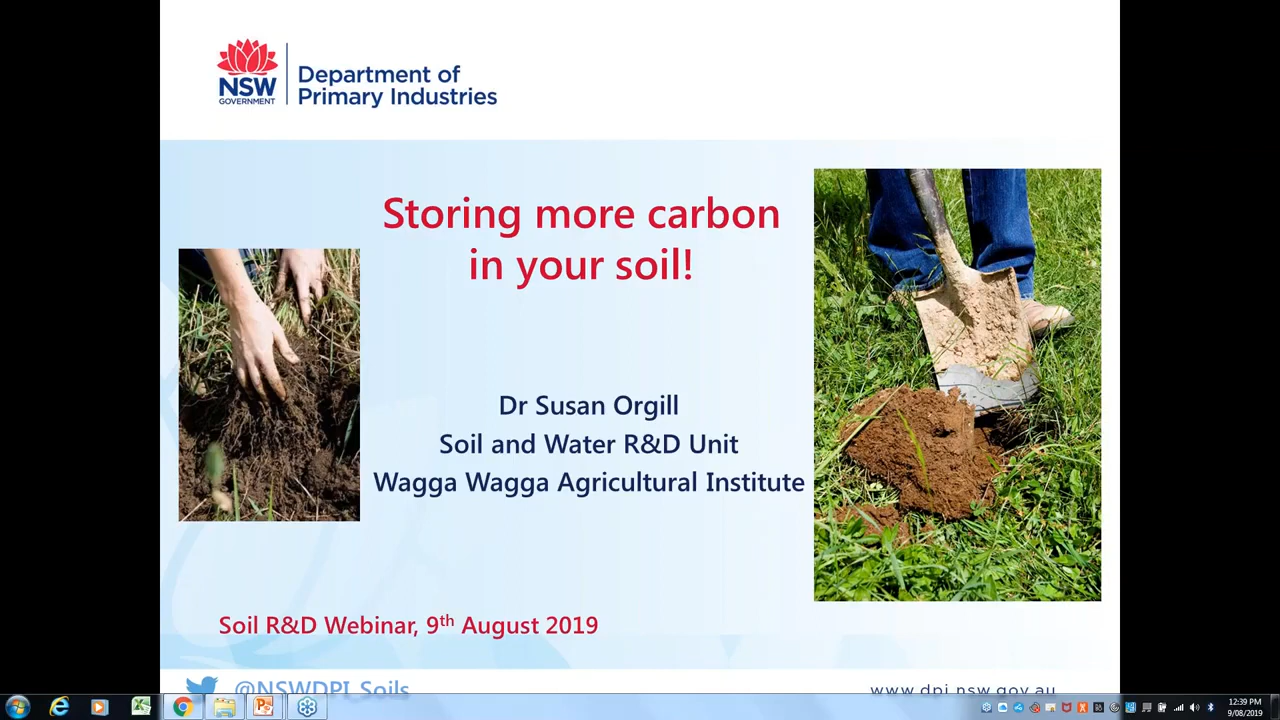 NSW
GOVERNMENT
Department of
Primary Industries
Storing more carbon
in your soil!
Dr Susan Orgill
Soil and Water R&D Unit
Wagga Wagga Agricultural Institute
Soil R&D Webinar, 9th August 2019
@NSWDPI_Soils
www.dpi.nsw.gov.au
12:39 PM
9/08/2019